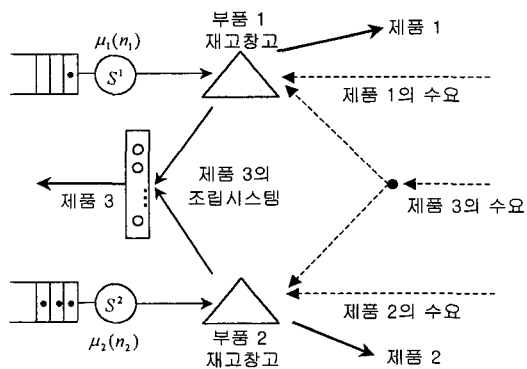 부품 1
재고창고
제품 1
μ₁(n₁)
S¹
제품 1의 수요
제품 3
제품 3의
조립시스템
제품 3의 수요
S²
μ₂(n₂)
제품 2의 수요
부품 2
재고창고
제품 2